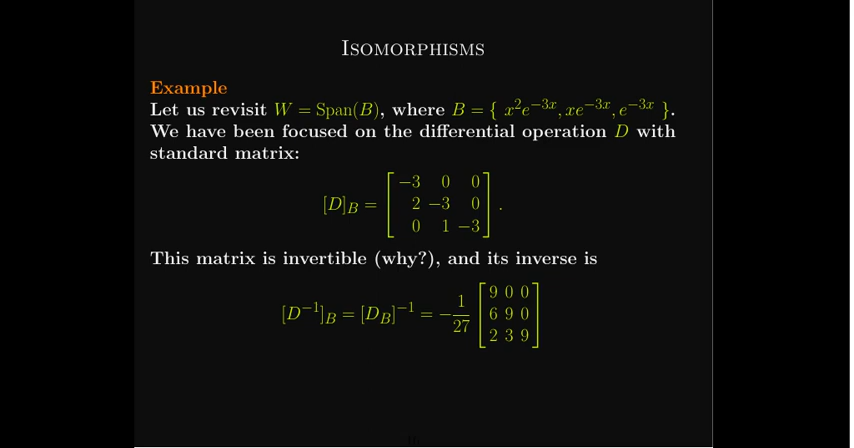 Isomorphisms
Example
Let us revisit W = Span(B), where B = { x²e⁻³ˣ, xe⁻³ˣ, e⁻³ˣ }.
We have been focused on the differential operation D with
standard matrix:
[D]_B = [ −3 0 0 ; 2 −3 0 ; 0 1 −3 ] .
This matrix is invertible (why?), and its inverse is
[D⁻¹]_B = [D_B]⁻¹ = −1/27 [ 9 0 0 ; 6 9 0 ; 2 3 9 ]